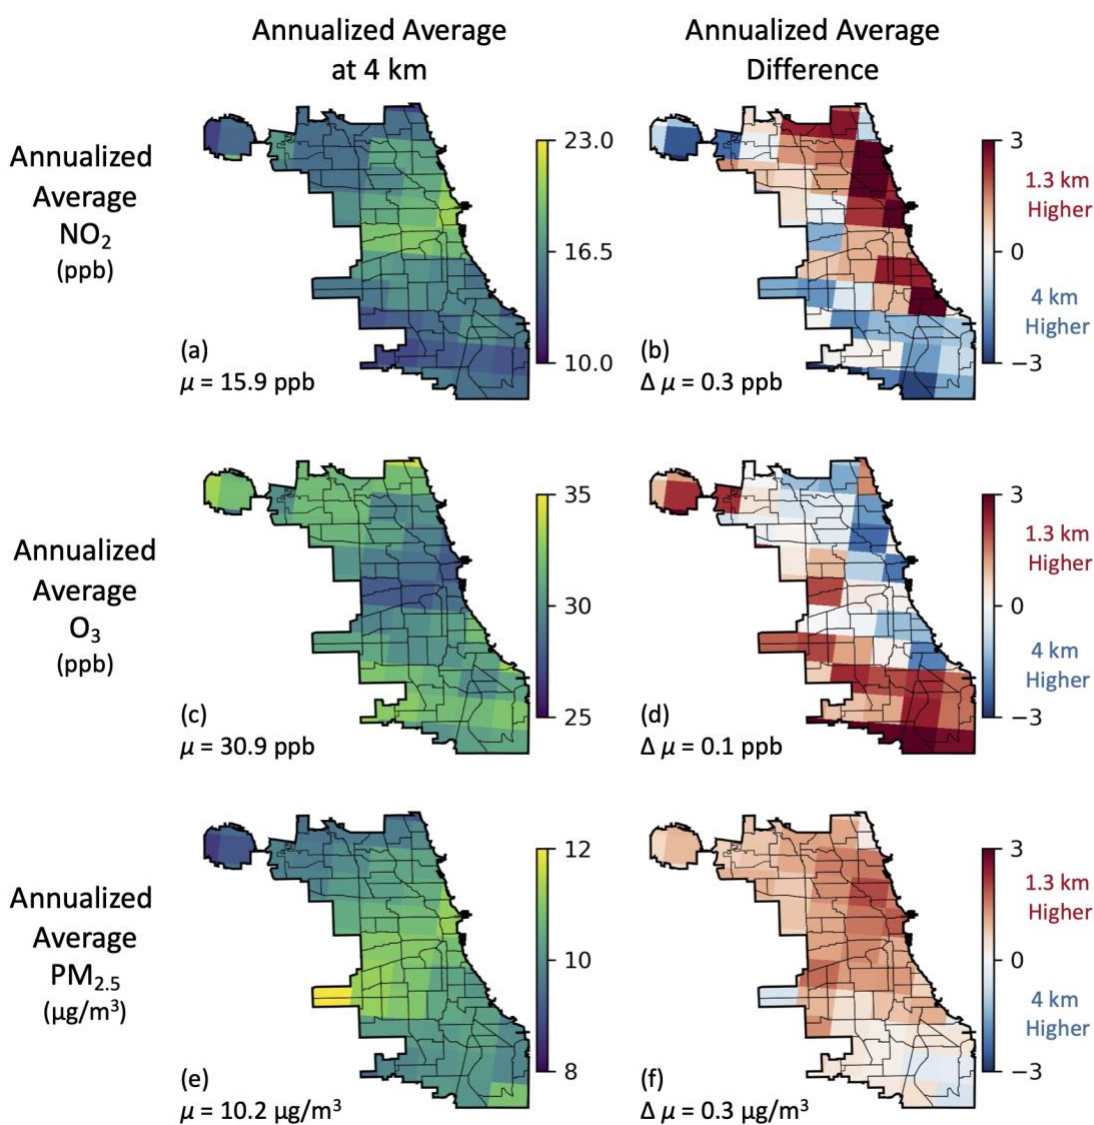 Annualized Average
at 4 km
Annualized Average
Difference
Annualized
Average
NO₂
(ppb)
23.0
16.5
10.0
(a)
μ = 15.9 ppb
3
0
−3
1.3 km
Higher
4 km
Higher
(b)
Δ μ = 0.3 ppb
Annualized
Average
O₃
(ppb)
35
30
25
(c)
μ = 30.9 ppb
3
0
−3
1.3 km
Higher
4 km
Higher
(d)
Δ μ = 0.1 ppb
Annualized
Average
PM₂.₅
(μg/m³)
12
10
8
(e)
μ = 10.2 μg/m³
3
0
−3
1.3 km
Higher
4 km
Higher
(f)
Δ μ = 0.3 μg/m³